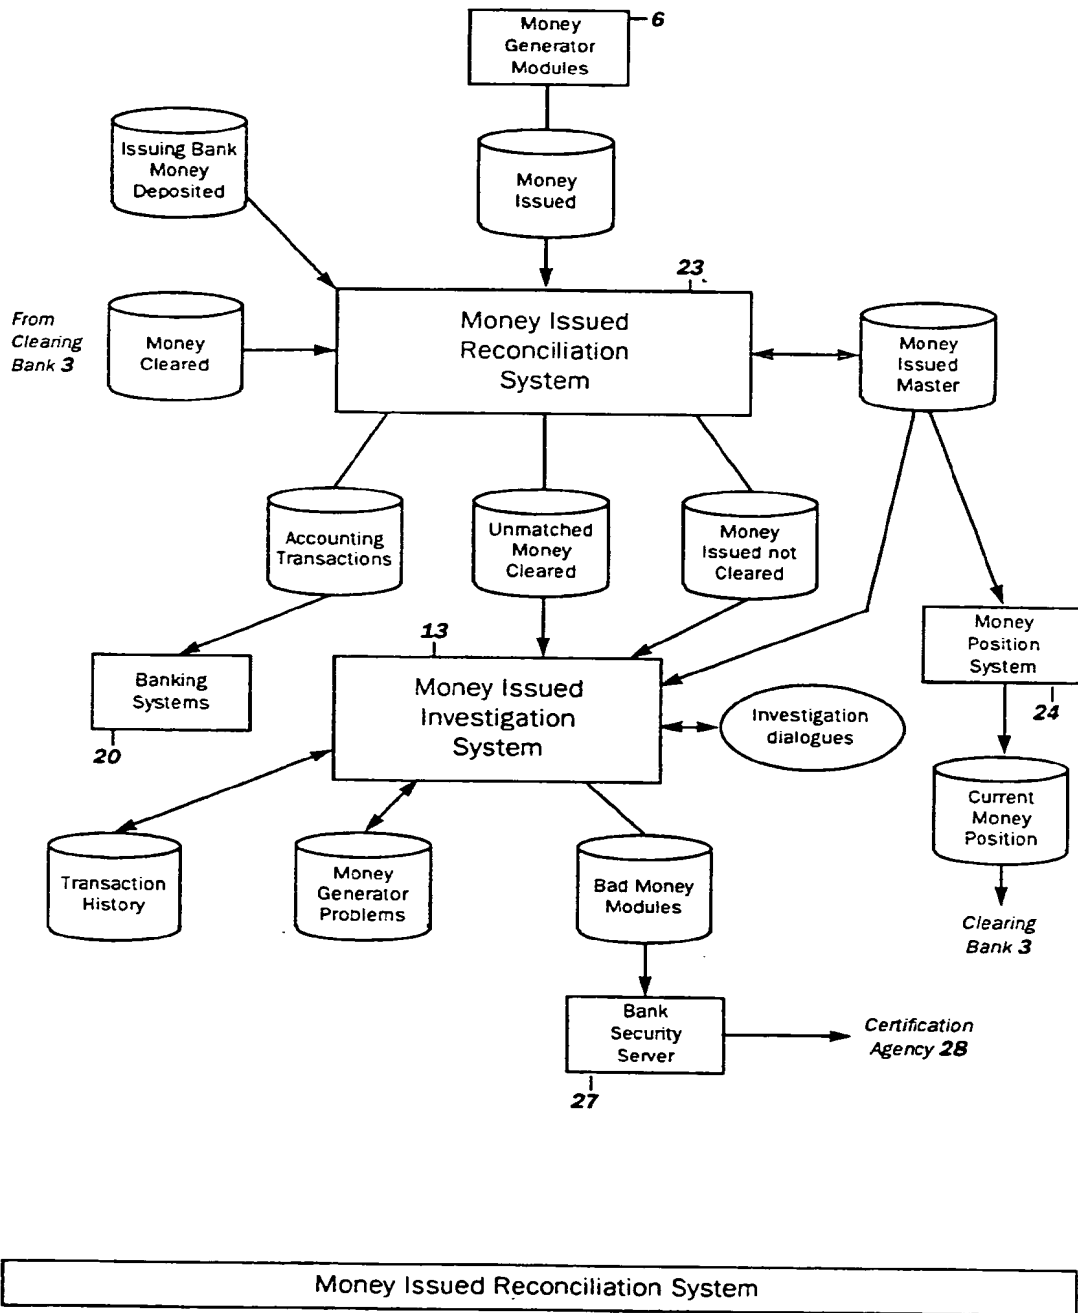 Money
Generator
Modules
6
Issuing Bank
Money
Deposited
Money
Issued
23
From
Clearing
Bank 3
Money
Cleared
Money Issued
Reconciliation
System
Money
Issued
Master
Accounting
Transactions
Unmatched
Money
Cleared
Money
Issued not
Cleared
13
Money
Position
System
24
Banking
Systems
20
Money Issued
Investigation
System
Investigation
dialogues
Current
Money
Position
Transaction
History
Money
Generator
Problems
Bad Money
Modules
Clearing
Bank 3
Bank
Security
Server
27
Certification
Agency 28
Money Issued Reconciliation System